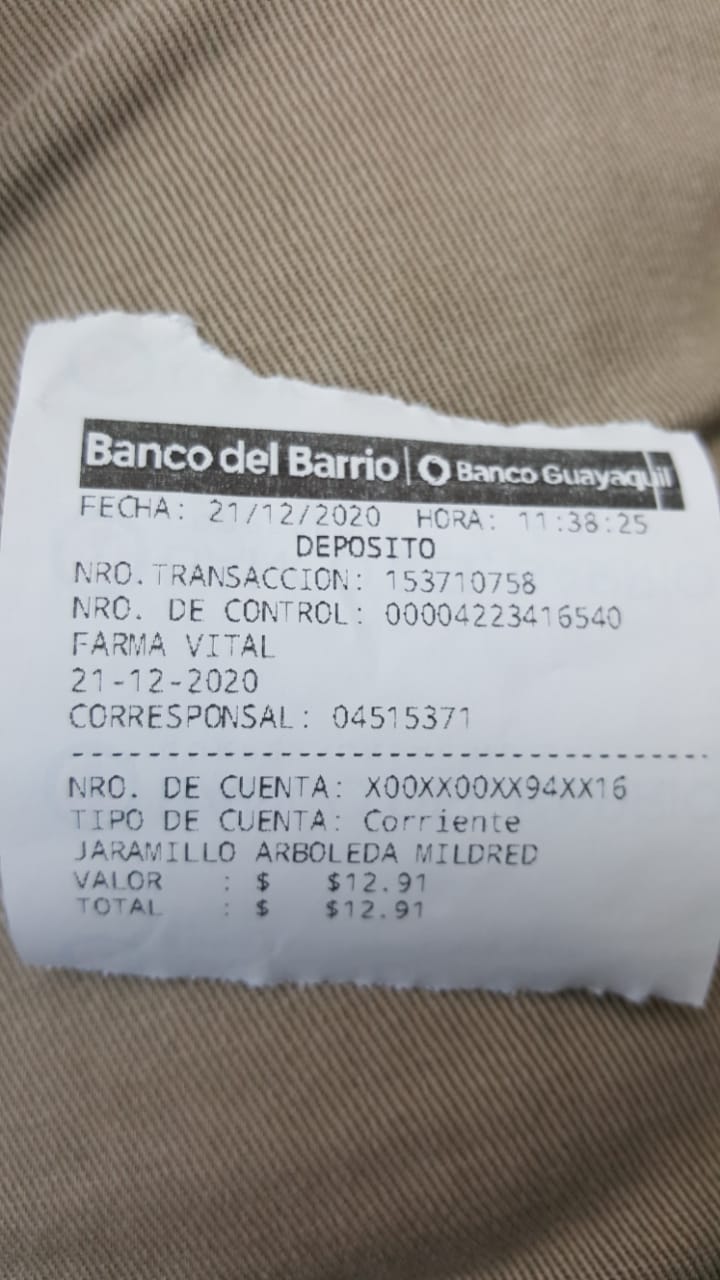 Banco del Barrio | Banco Guayaquil
FECHA: 21/12/2020 HORA: 11:38:25
DEPOSITO
NRO.TRANSACCION: 153710758
NRO. DE CONTROL: 00004223416540
FARMA VITAL
21-12-2020
CORRESPONSAL: 04515371
--------------------------------------
NRO. DE CUENTA: X00XX00XX94XX16
TIPO DE CUENTA: Corriente
JARAMILLO ARBOLEDA MILDRED
VALOR : $ $12.91
TOTAL : $ $12.91